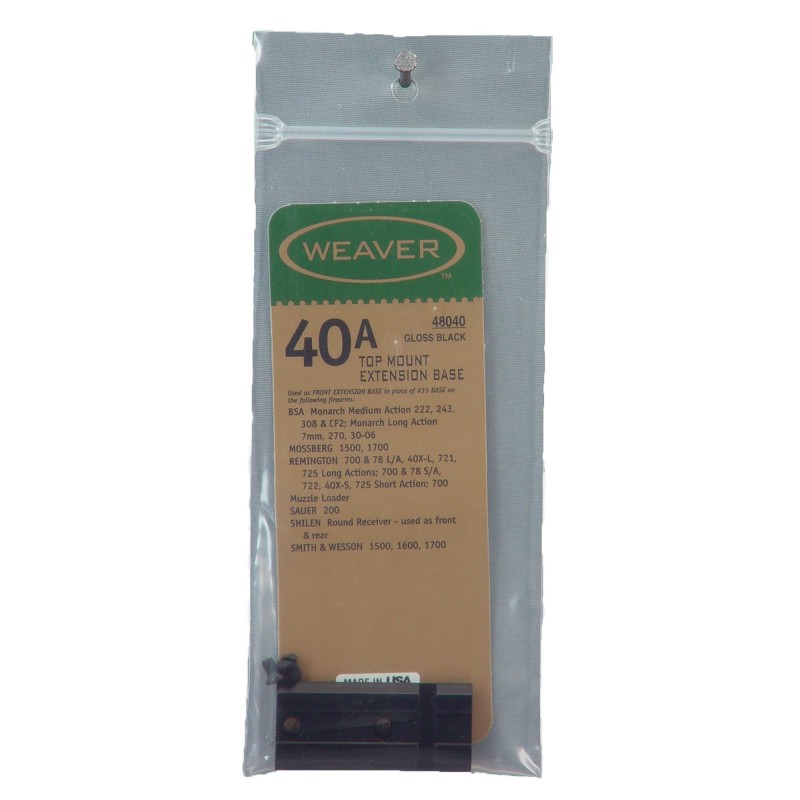 WEAVER
TM
48040
GLOSS BLACK
40A
TOP MOUNT
EXTENSION BASE
Used as FRONT EXTENSION BASE in place of #35 BASE on
the following firearms:
BSA Monarch Medium Action 222, 243,
308 & CF2; Monarch Long Action
7mm, 270, 30-06
MOSSBERG 1500, 1700
REMINGTON 700 & 78 L/A, 40X-L, 721,
725 Long Actions; 700 & 78 S/A,
722, 40X-S, 725 Short Action; 700
Muzzle Loader
SAUER 200
SHILEN Round Receiver - used as front
& rear
SMITH & WESSON 1500, 1600, 1700
MADE IN USA